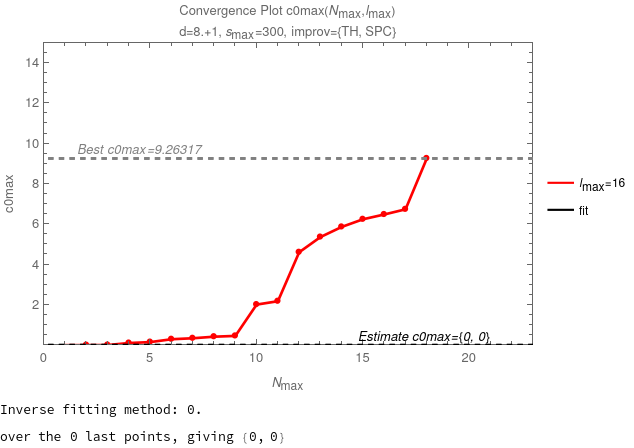 Convergence Plot c0max(Nmax,lmax)
d=8.+1, smax=300, improv={TH, SPC}
14
12
10
8
6
4
2
c0max
Best c0max=9.26317
Estimate c0max={0, 0}
0
5
10
15
20
Nmax
lmax=16
fit
Inverse fitting method: 0.
over the 0 last points, giving {0, 0}